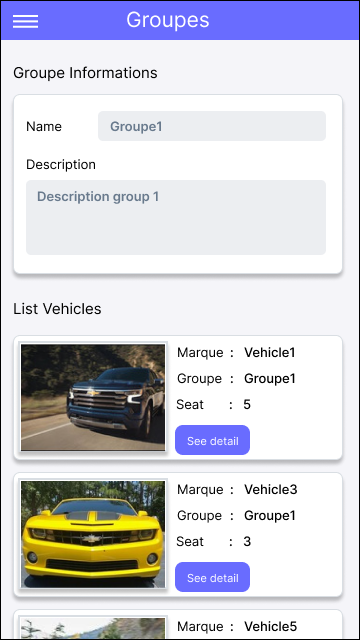 Groupes
Groupe Informations
Name Groupe1
Description
Description group 1
List Vehicles
Marque : Vehicle1
Groupe : Groupe1
Seat : 5
See detail
Marque : Vehicle3
Groupe : Groupe1
Seat : 3
See detail
Marque : Vehicle5